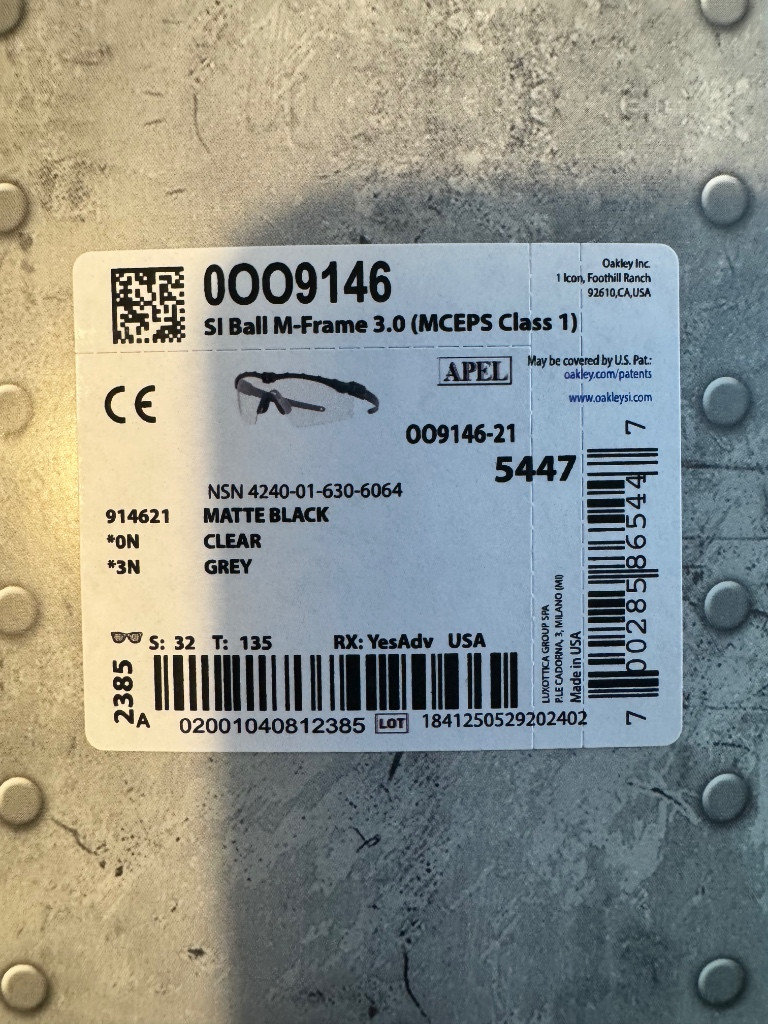 0OO9146
SI Ball M-Frame 3.0 (MCEPS Class 1)
Oakley Inc.
1 Icon, Foothill Ranch
92610,CA,USA
CE
APEL
May be covered by U.S. Pat.:
oakley.com/patents
www.oakleysi.com
OO9146-21
5447
NSN 4240-01-630-6064
914621 MATTE BLACK
*0N CLEAR
*3N GREY
S: 32 T: 135 RX: YesAdv USA
2385
A
02001040812385 LOT 1841250529202402
LUXOTTICA GROUP SPA
P.LE CADORNA, 3, MILANO (MI)
Made in USA
7 00285 86544 7